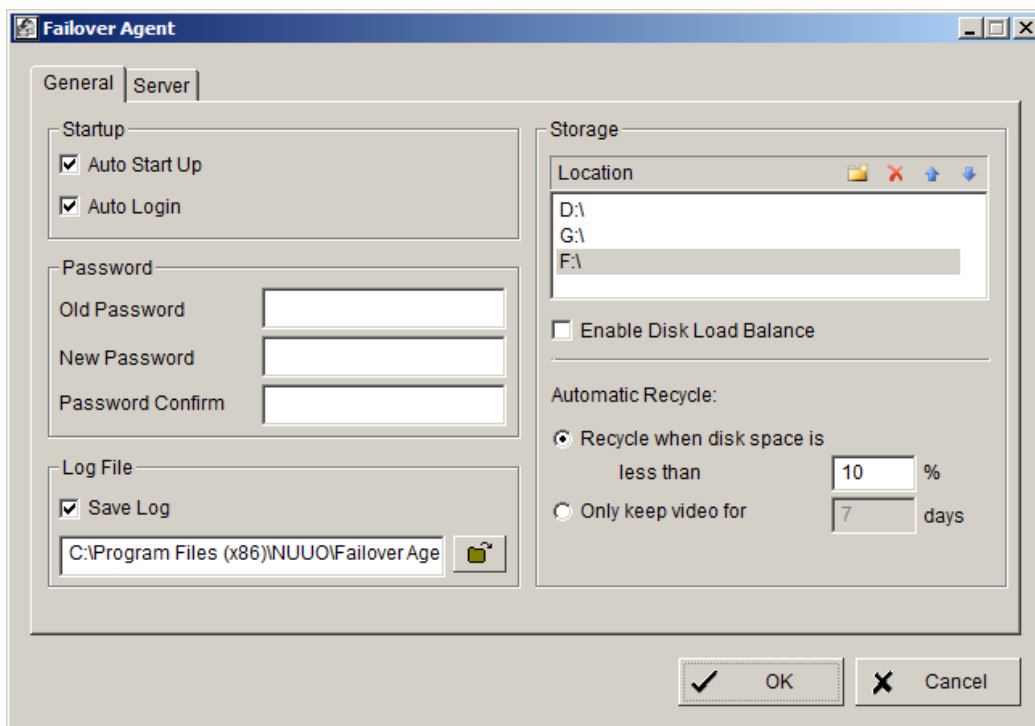 Failover Agent
General
Server
Startup
Auto Start Up
Auto Login
Password
Old Password
New Password
Password Confirm
Log File
Save Log
C:\Program Files (x86)\NUUO\Failover Age
Storage
Location
D:\
G:\
F:\
Enable Disk Load Balance
Automatic Recycle:
Recycle when disk space is
less than 10 %
Only keep video for 7 days
OK
Cancel